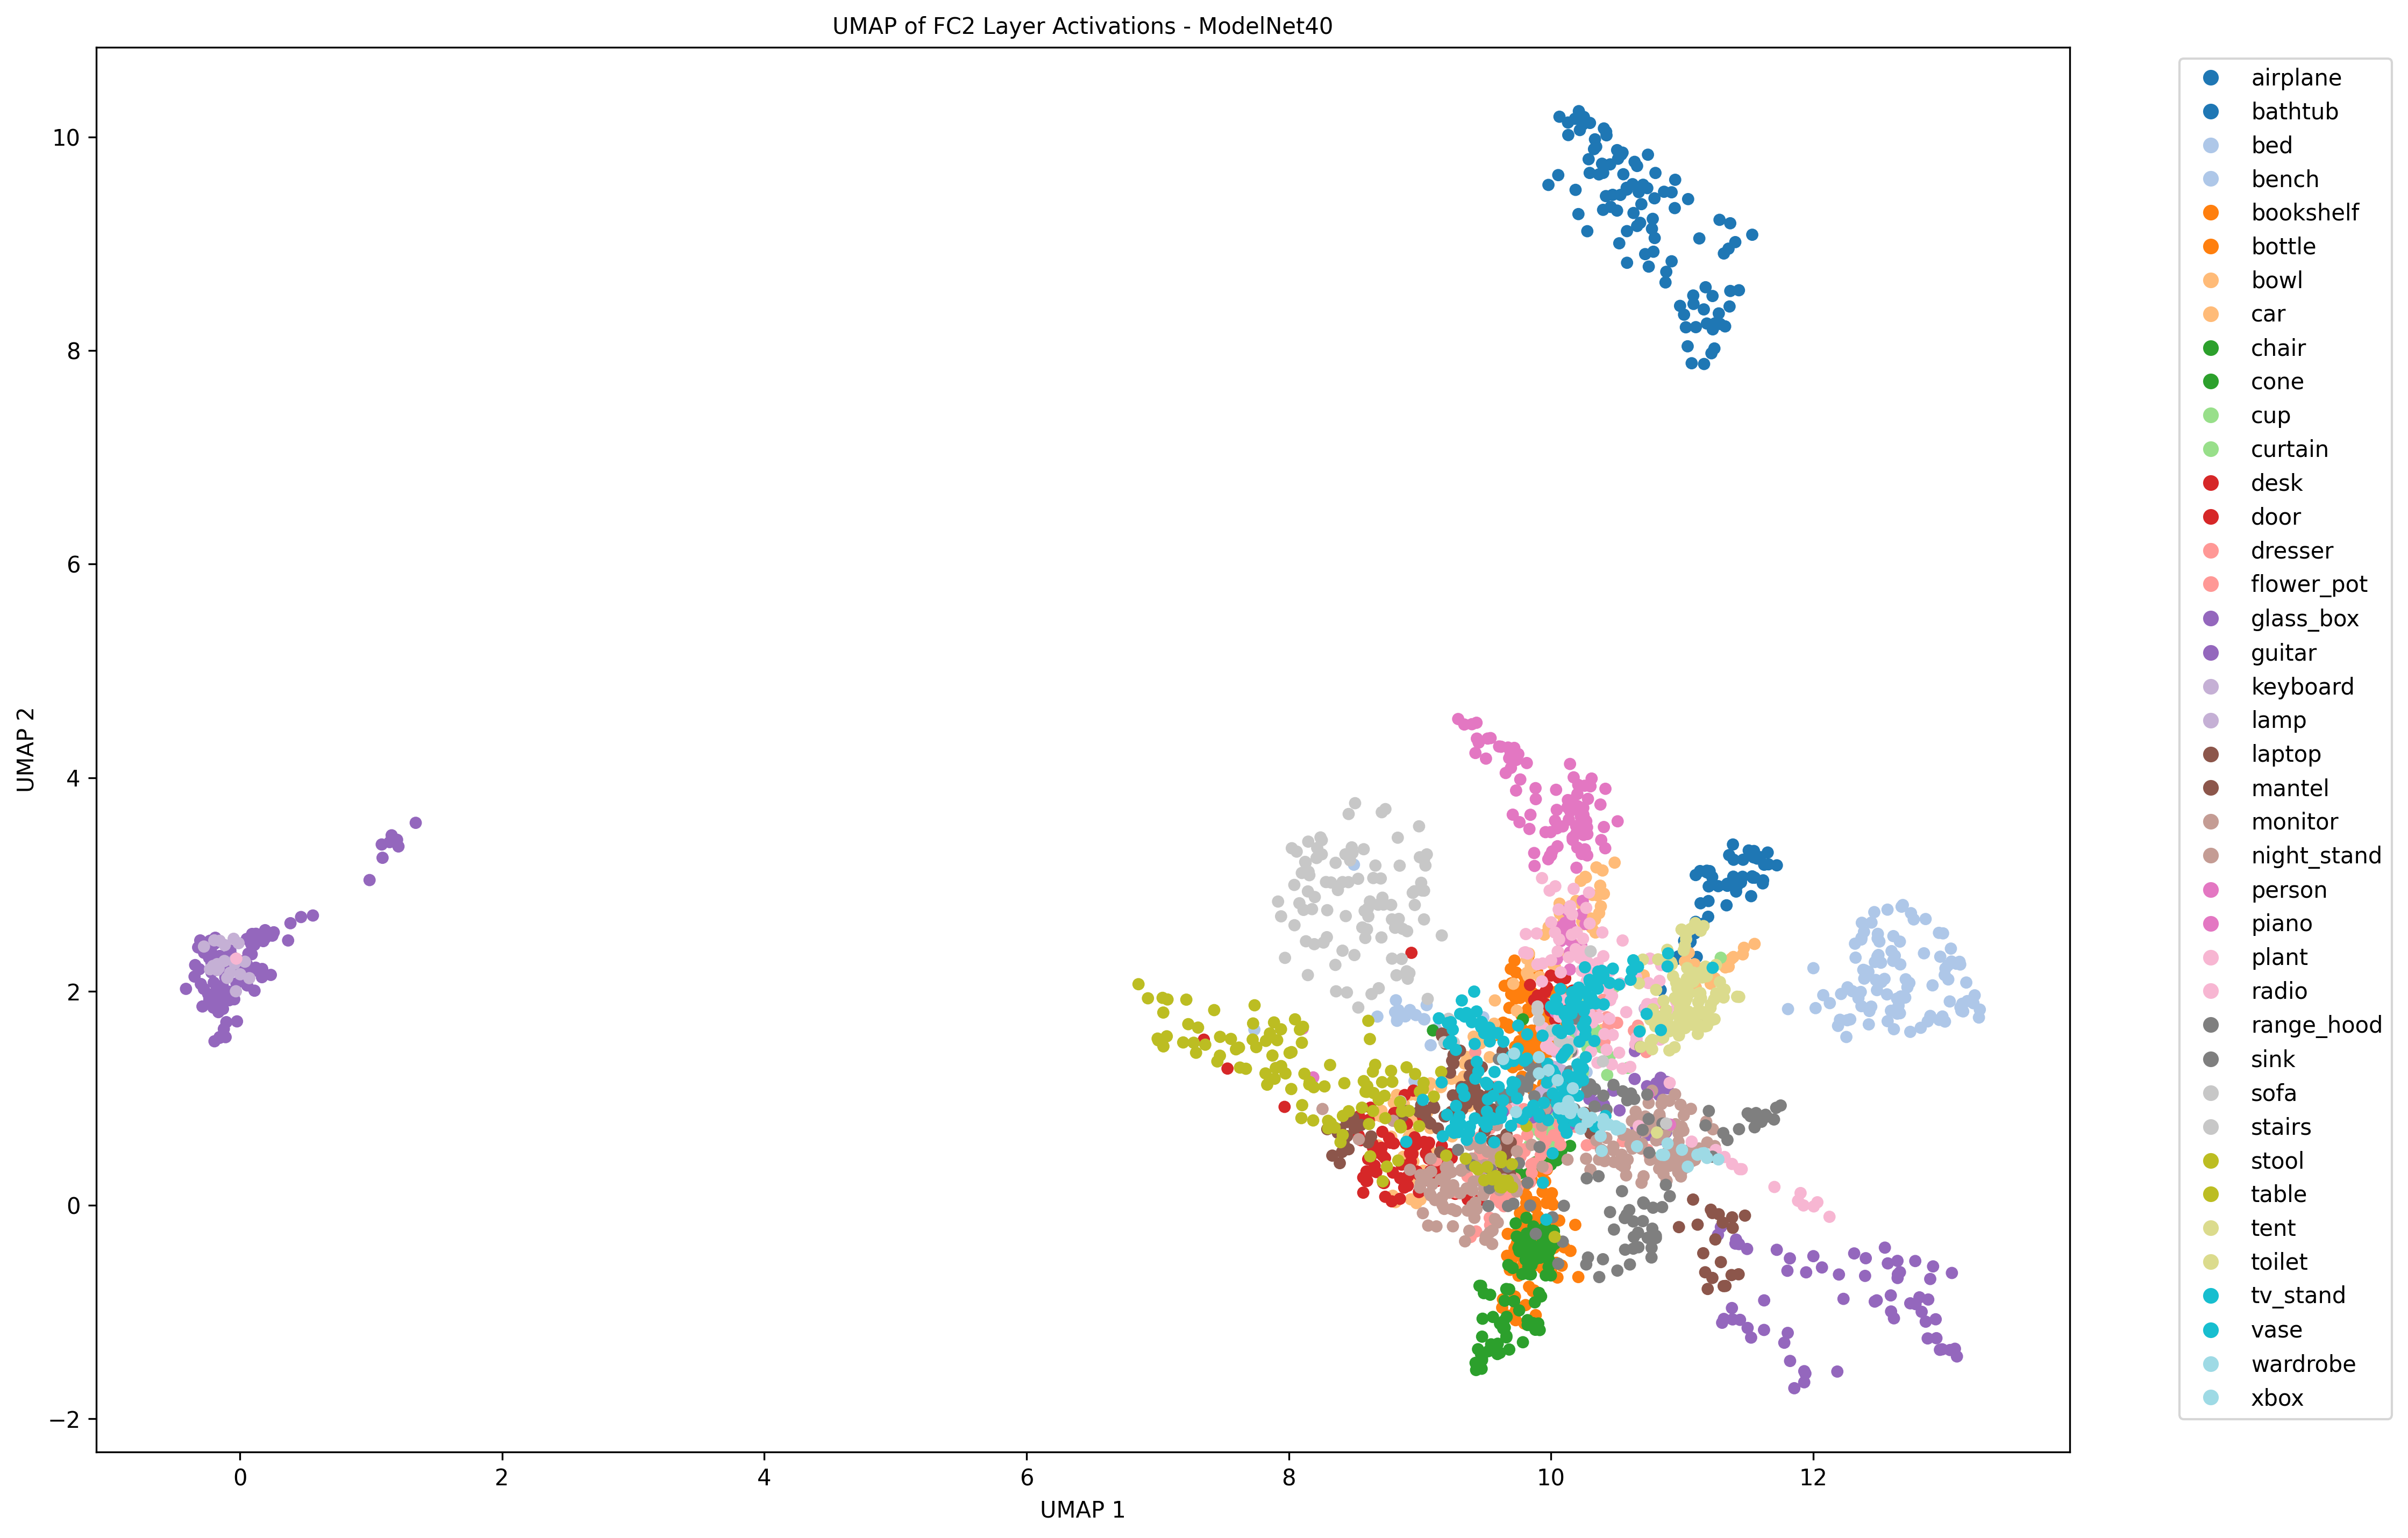 UMAP of FC2 Layer Activations - ModelNet40
10
8
6
4
2
0
−2
UMAP 2
0
2
4
6
8
10
12
UMAP 1
airplane
bathtub
bed
bench
bookshelf
bottle
bowl
car
chair
cone
cup
curtain
desk
door
dresser
flower_pot
glass_box
guitar
keyboard
lamp
laptop
mantel
monitor
night_stand
person
piano
plant
radio
range_hood
sink
sofa
stairs
stool
table
tent
toilet
tv_stand
vase
wardrobe
xbox